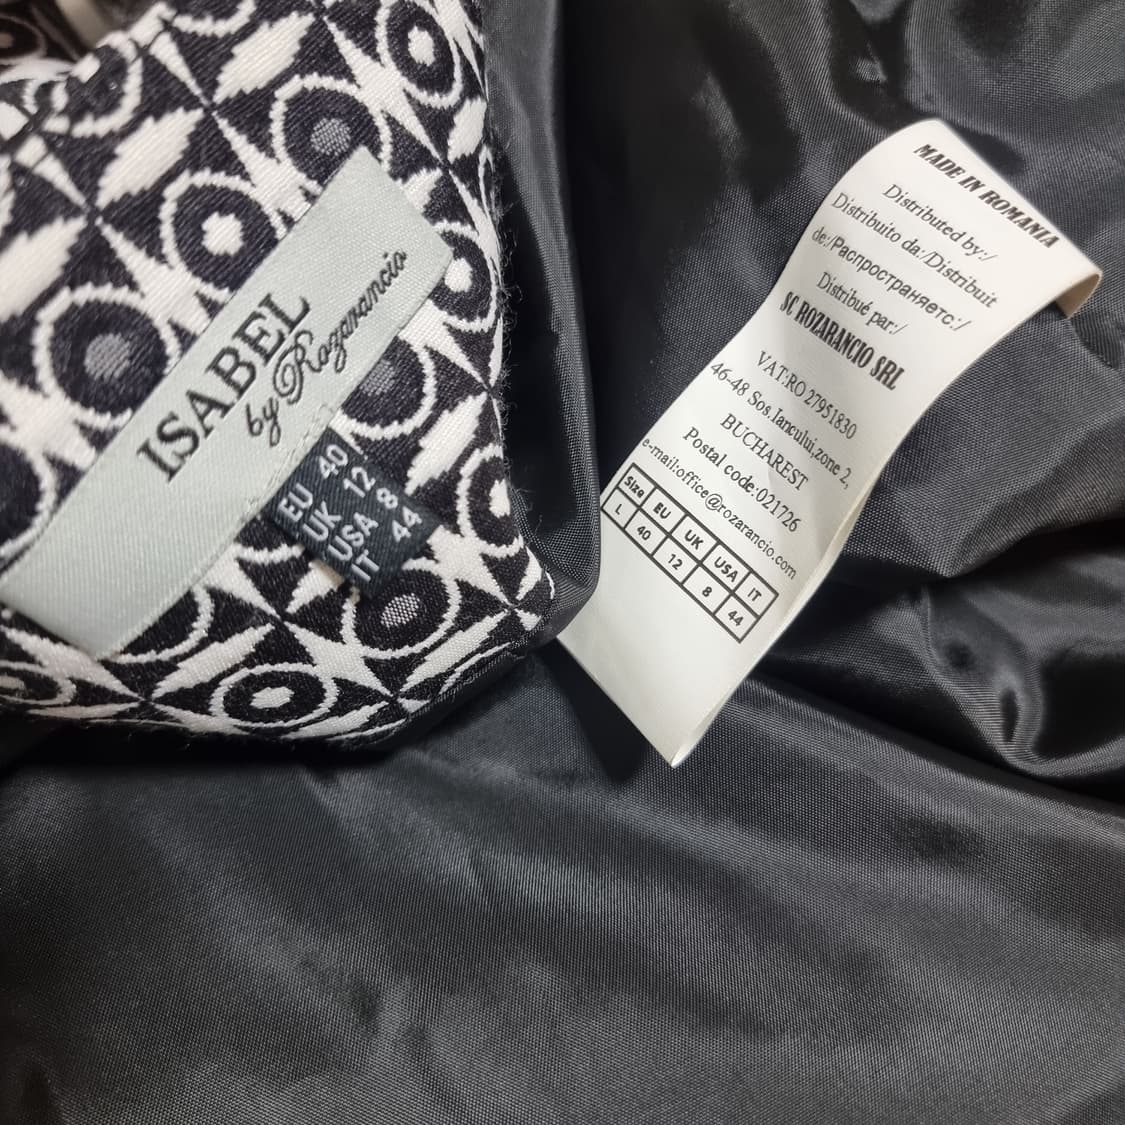 ISABEL
by Rozarancio
EU 40
UK 12
USA 8
IT 44
MADE IN ROMANIA
Distributed by:/
Distribuito da:/Distribuit
de:/Распространяетс:/
Distribué par:/
SC ROZARANCIO SRL
VAT:RO 27951830
46-48 Sos.Iancului,zone 2,
BUCHAREST
Postal code:021726
e-mail:office@rozarancio.com
Size EU UK USA IT
L 40 12 8 44